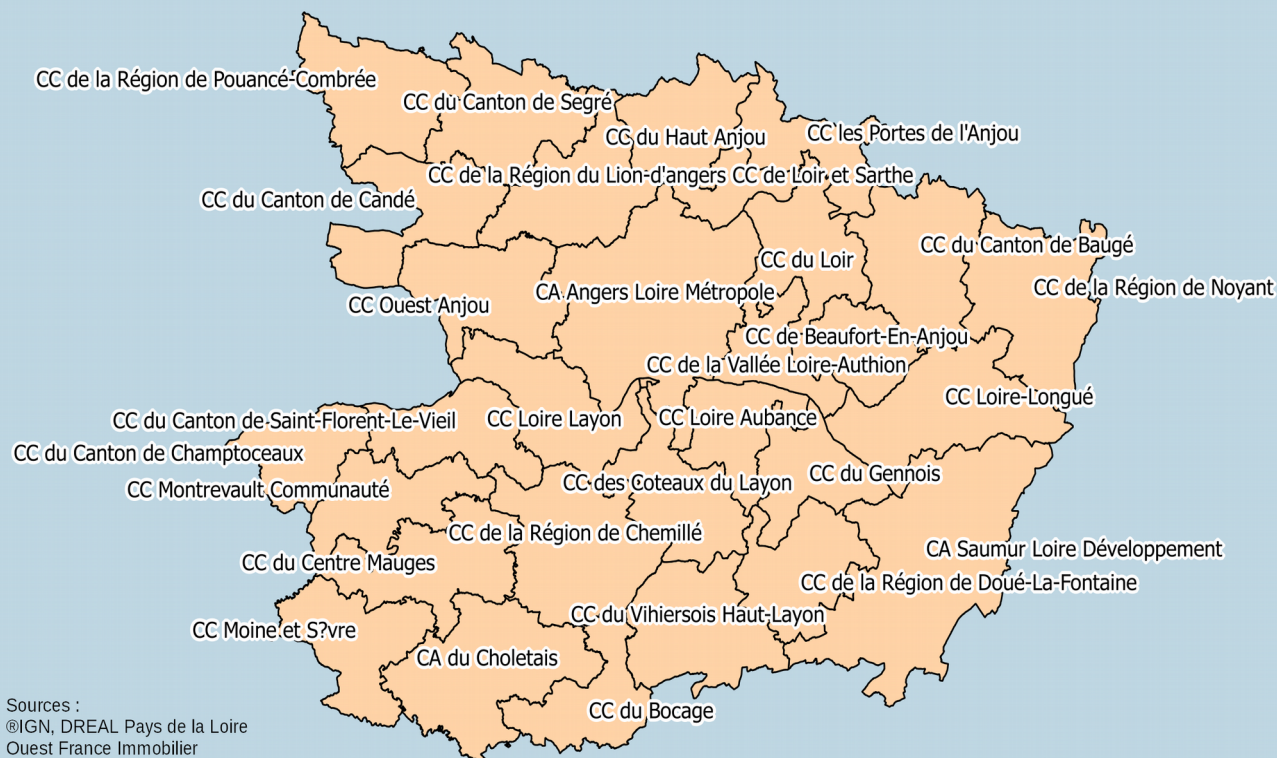 CC de la Région de Pouancé-Combrée
CC du Canton de Segré
CC du Haut Anjou
CC les Portes de l'Anjou
CC de la Région du Lion-d'angers
CC de Loir et Sarthe
CC du Canton de Candé
CC du Canton de Baugé
CC du Loir
CC de la Région de Noyant
CA Angers Loire Métropole
CC Ouest Anjou
CC de Beaufort-En-Anjou
CC de la Vallée Loire-Authion
CC Loire-Longué
CC du Canton de Saint-Florent-Le-Vieil
CC Loire Layon
CC Loire Aubance
CC du Canton de Champtoceaux
CC du Gennois
CC des Coteaux du Layon
CC Montrevault Communauté
CC de la Région de Chemillé
CA Saumur Loire Développement
CC du Centre Mauges
CC de la Région de Doué-La-Fontaine
CC du Vihiersois Haut-Layon
CC Moine et S?vre
CA du Choletais
CC du Bocage
Sources :
®IGN, DREAL Pays de la Loire
Ouest France Immobilier